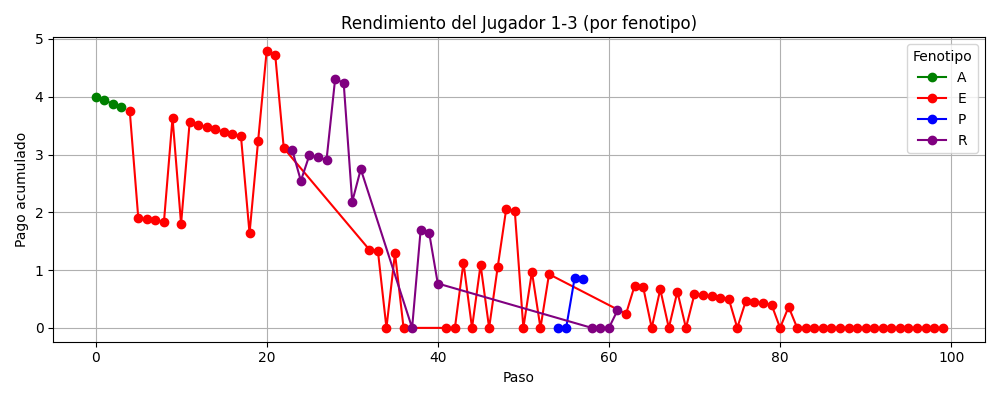 Rendimiento del Jugador 1-3 (por fenotipo)
Pago acumulado
5
4
3
2
1
0
Fenotipo
A
E
P
R
0 20 40 60 80 100
Paso